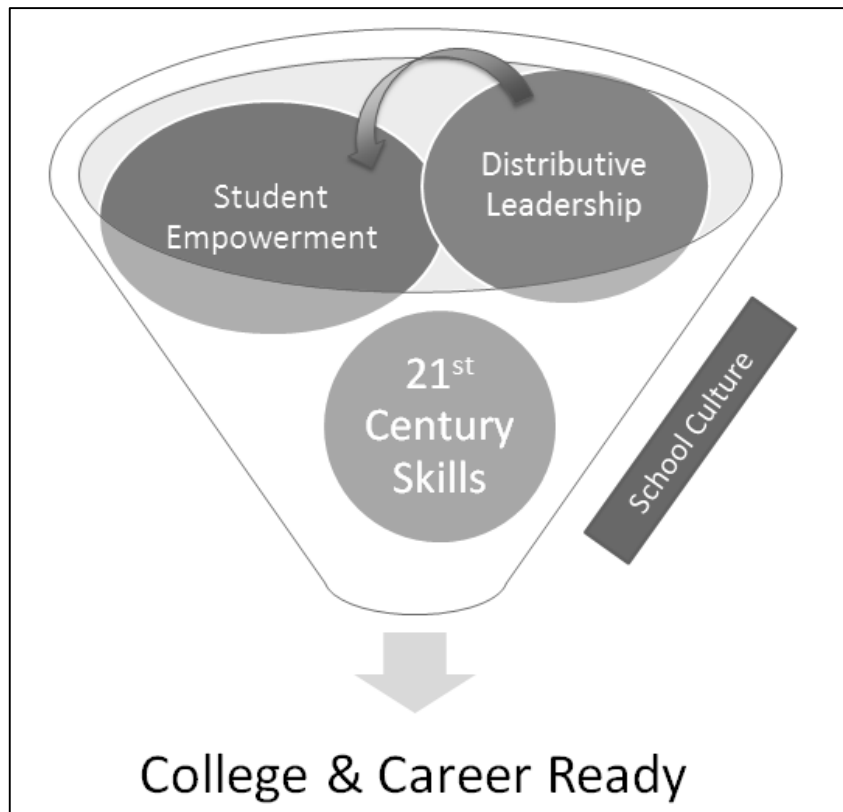 Student
Empowerment
Distributive
Leadership
21st
Century
Skills
School Culture
College & Career Ready